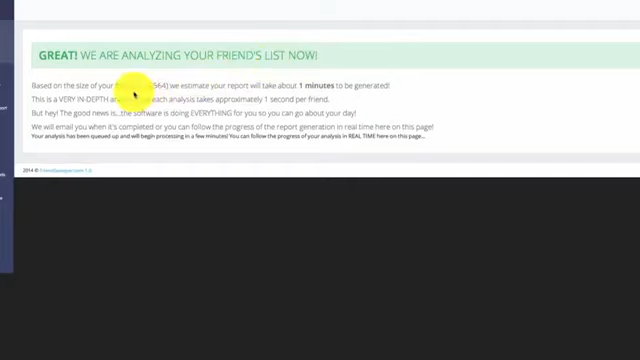 GREAT! WE ARE ANALYZING YOUR FRIEND'S LIST NOW!
Based on the size of your 564) we estimate your report will take about 1 minutes to be generated!
This is a VERY IN-DEPTH each analysis takes approximately 1 second per friend.
But hey! The good news is...the software is doing EVERYTHING for you so you can go about your day!
We will email you when it's completed or you can follow the progress of the report generation in real time here on this page!
Your analysis has been queued up and will begin processing in a few minutes! You can follow the progress of your analysis in REAL TIME here on this page...
2014 ©